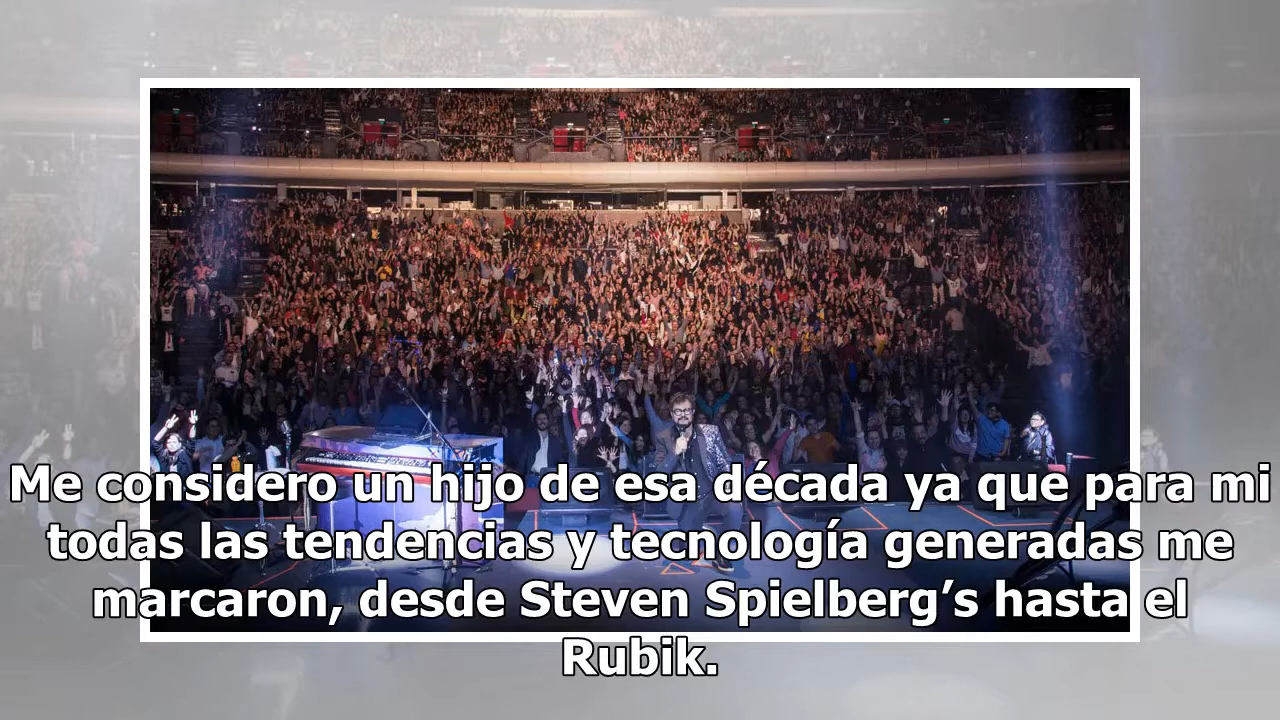 Me considero un hijo de esa década ya que para mi
todas las tendencias y tecnología generadas me
marcaron, desde Steven Spielberg’s hasta el
Rubik.